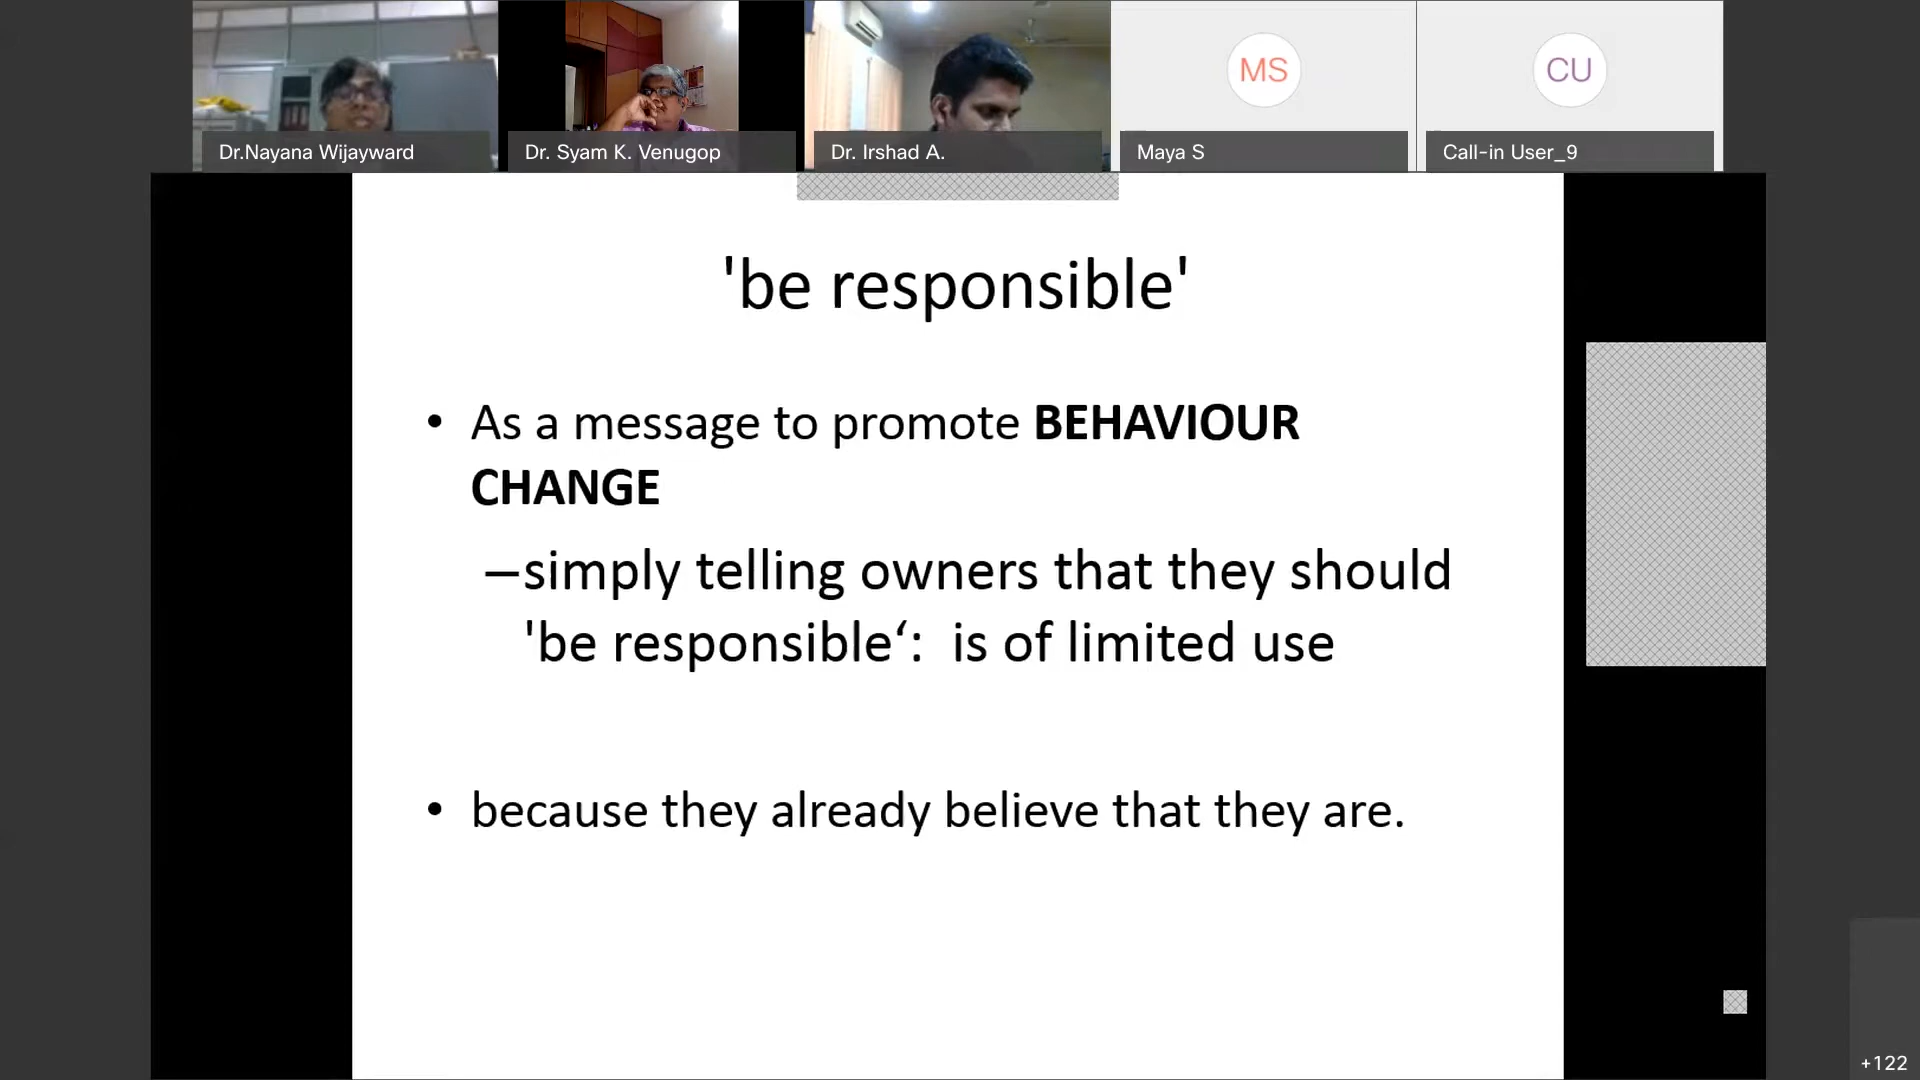 Dr.Nayana Wijayward
Dr. Syam K. Venugop
Dr. Irshad A.
MS
Maya S
CU
Call-in User_9
'be responsible'
• As a message to promote BEHAVIOUR
CHANGE
–simply telling owners that they should
'be responsible‘:  is of limited use
• because they already believe that they are.
+122